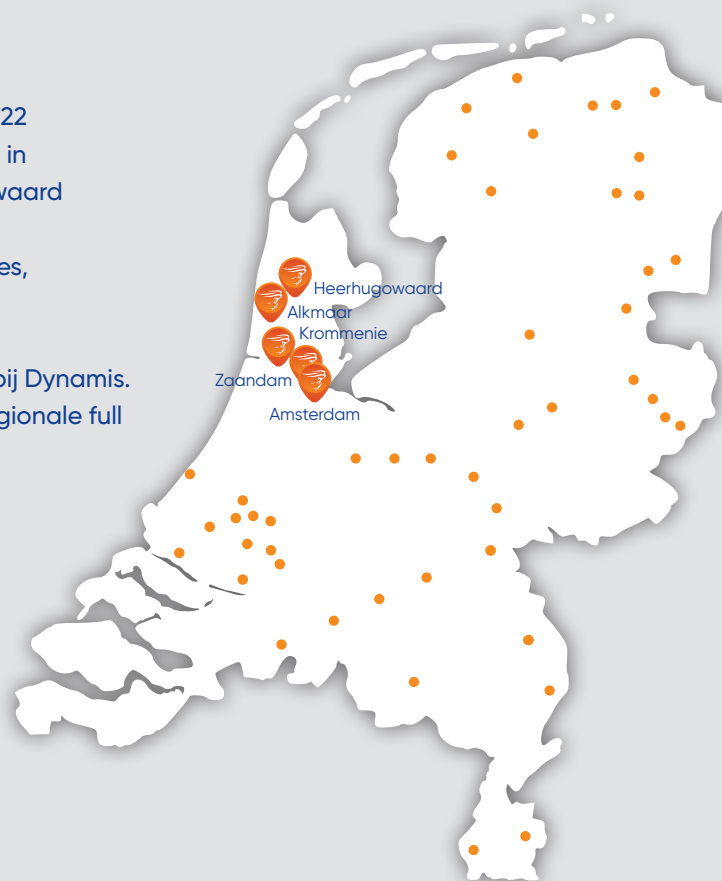 22
in
waard
es,
bij Dynamis.
gionale full
Heerhugowaard
Alkmaar
Krommenie
Zaandam
Amsterdam